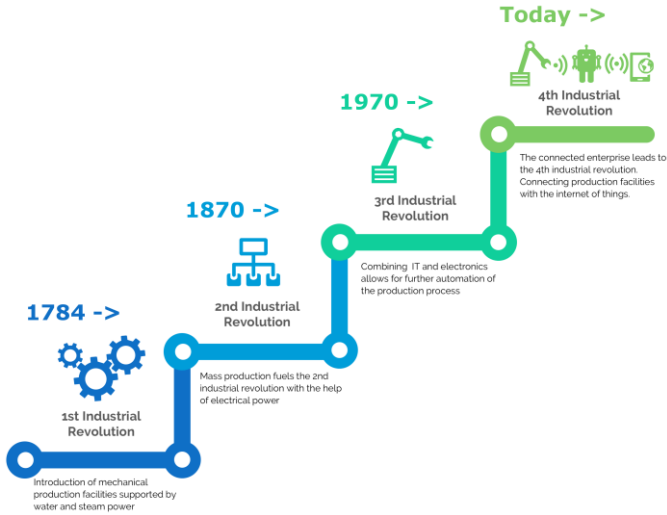 Today ->
4th Industrial
Revolution
The connected enterprise leads to
the 4th industrial revolution.
Connecting production facilities
with the internet of things.
1970 ->
3rd Industrial
Revolution
Combining IT and electronics
allows for further automation of
the production process
1870 ->
2nd Industrial
Revolution
Mass production fuels the 2nd
industrial revolution with the help
of electrical power
1784 ->
1st Industrial
Revolution
Introduction of mechanical
production facilities supported by
water and steam power